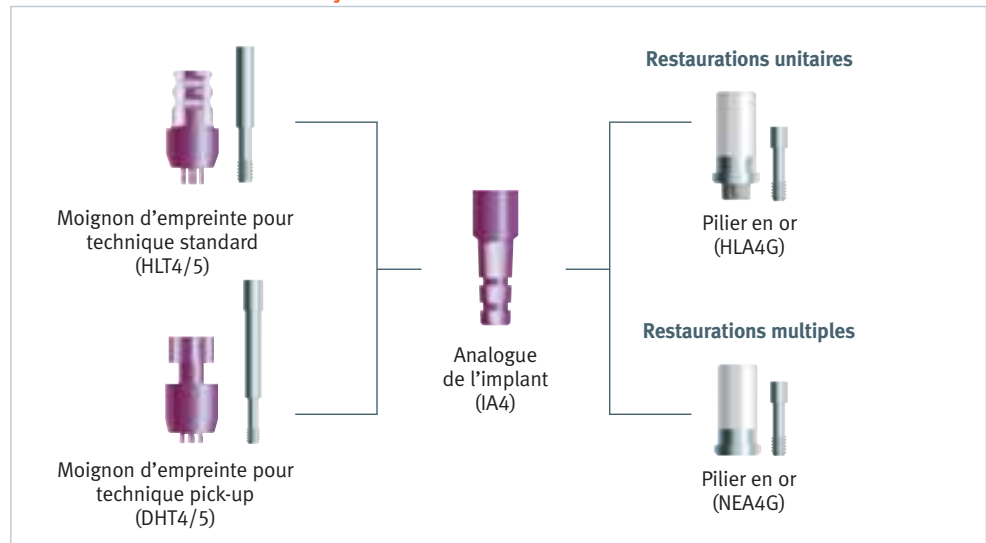 Moignon d'empreinte pour
technique standard
(HLT4/5)
Moignon d'empreinte pour
technique pick-up
(DHT4/5)
Analogue
de l'implant
(IA4)
Restaurations unitaires
Pilier en or
(HLA4G)
Restaurations multiples
Pilier en or
(NEA4G)